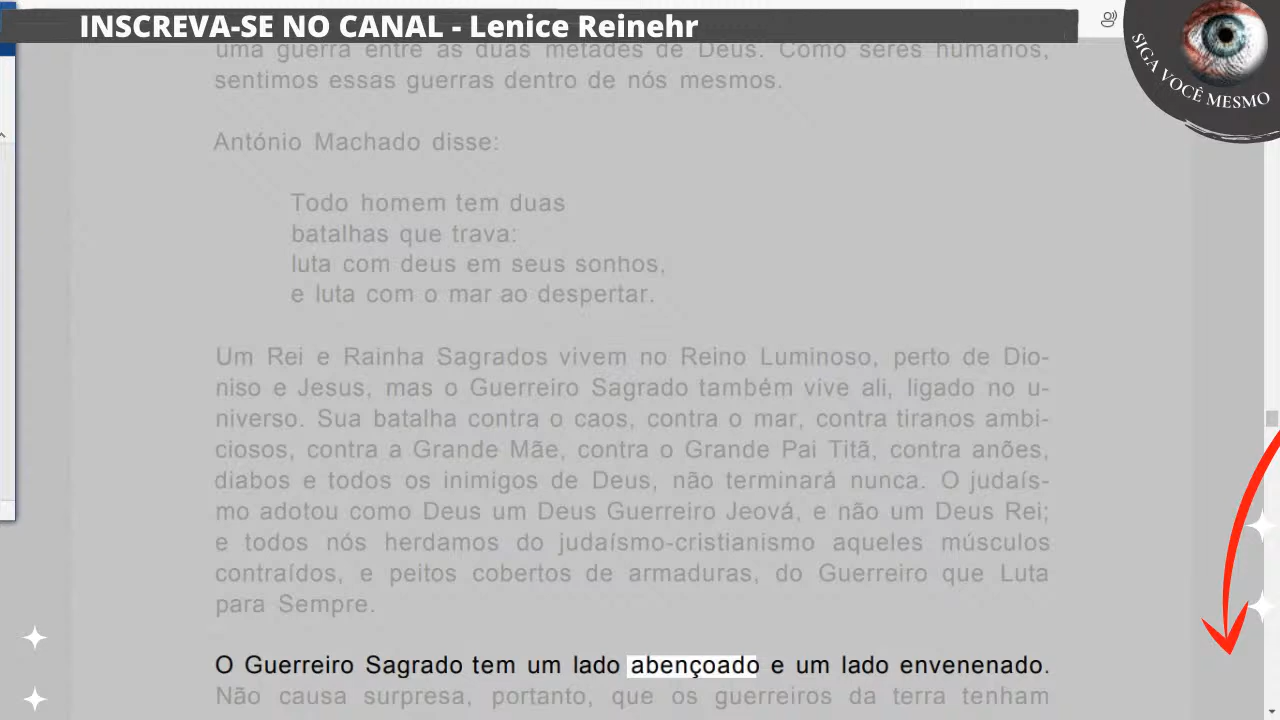 INSCREVA-SE NO CANAL - Lenice Reinehr
SIGA VOCÊ MESMO
uma guerra entre as duas metades de Deus. Como seres humanos,
sentimos essas guerras dentro de nós mesmos.
António Machado disse:
Todo homem tem duas
batalhas que trava:
luta com deus em seus sonhos,
e luta com o mar ao despertar.
Um Rei e Rainha Sagrados vivem no Reino Luminoso, perto de Dio-
niso e Jesus, mas o Guerreiro Sagrado também vive ali, ligado no u-
niverso. Sua batalha contra o caos, contra o mar, contra tiranos ambi-
ciosos, contra a Grande Mãe, contra o Grande Pai Titã, contra anões,
diabos e todos os inimigos de Deus, não terminará nunca. O judaís-
mo adotou como Deus um Deus Guerreiro Jeová, e não um Deus Rei;
e todos nós herdamos do judaísmo-cristianismo aqueles músculos
contraídos, e peitos cobertos de armaduras, do Guerreiro que Luta
para Sempre.
O Guerreiro Sagrado tem um lado abençoado e um lado envenenado.
Não causa surpresa, portanto, que os guerreiros da terra tenham